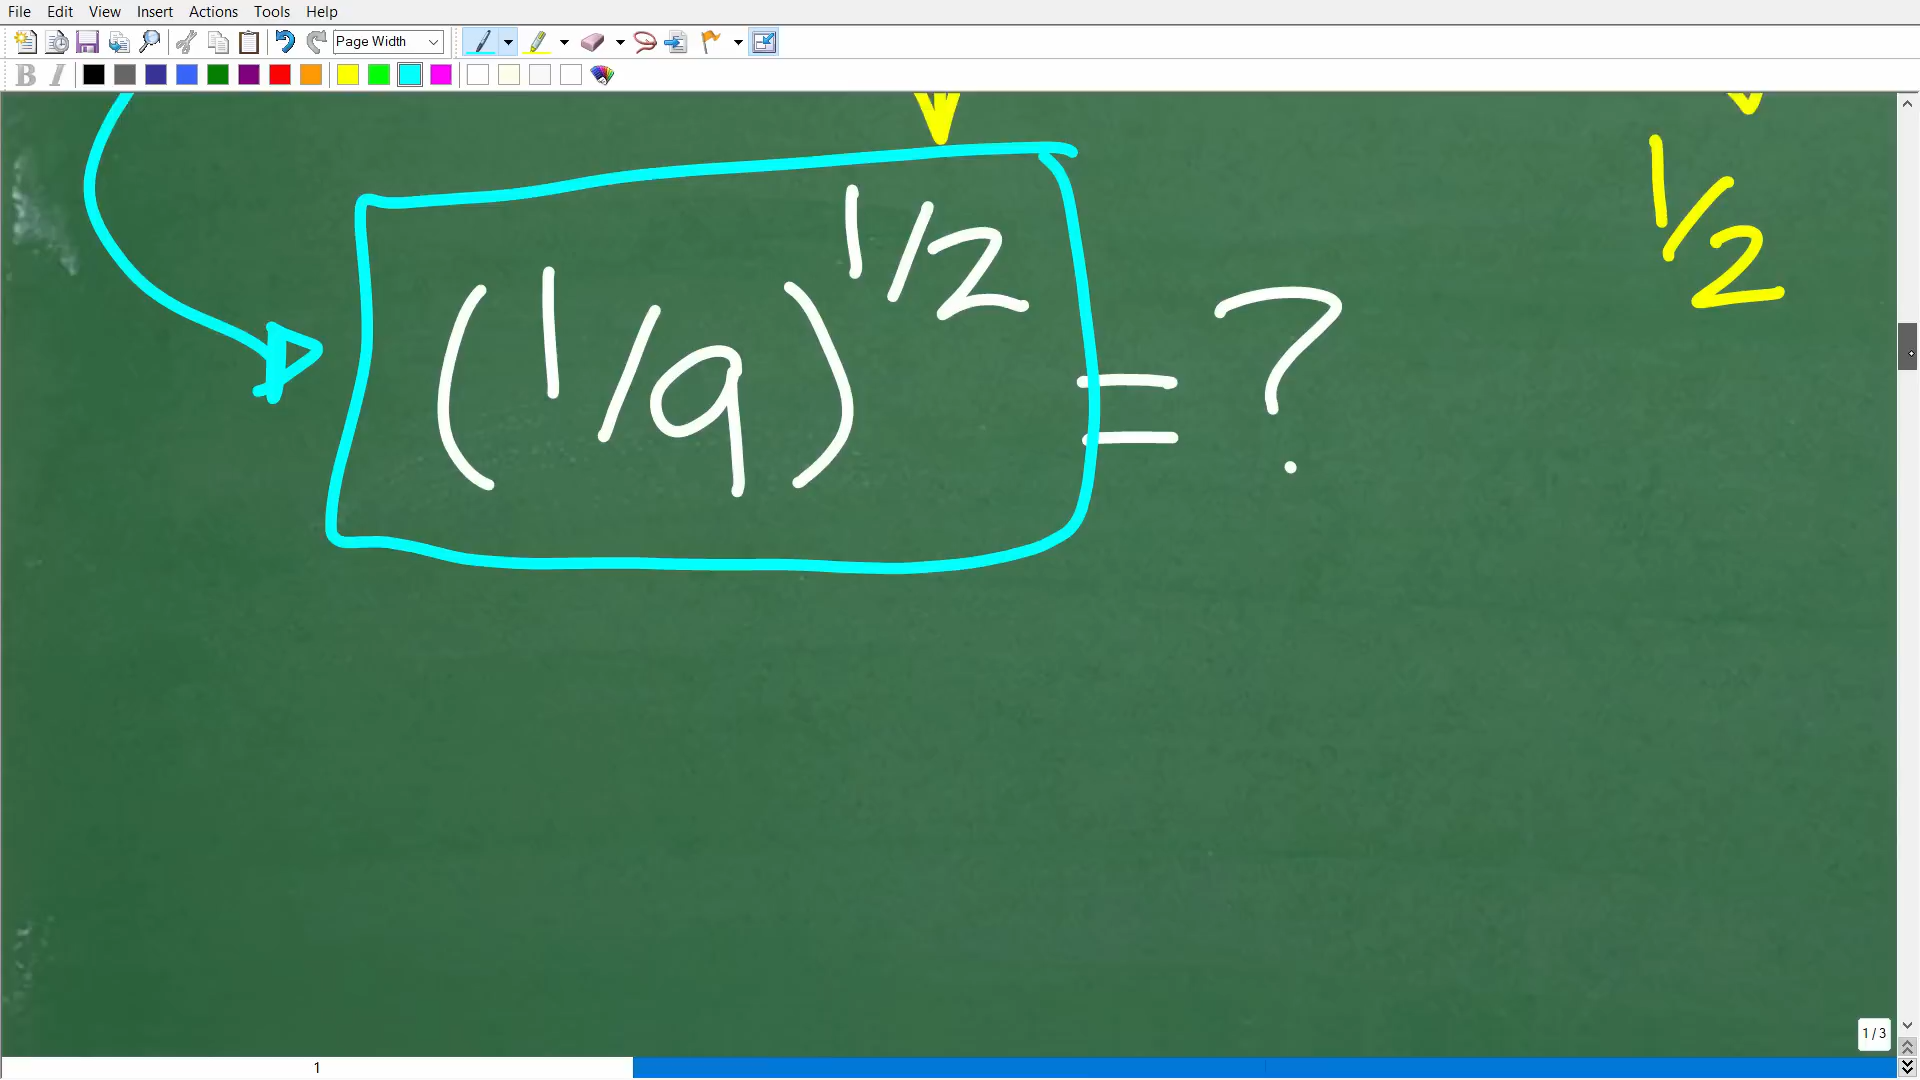 File Edit View Insert Actions Tools Help
Page Width
B I
(1/9)^1/2 = ?
1/2
1 / 3
1